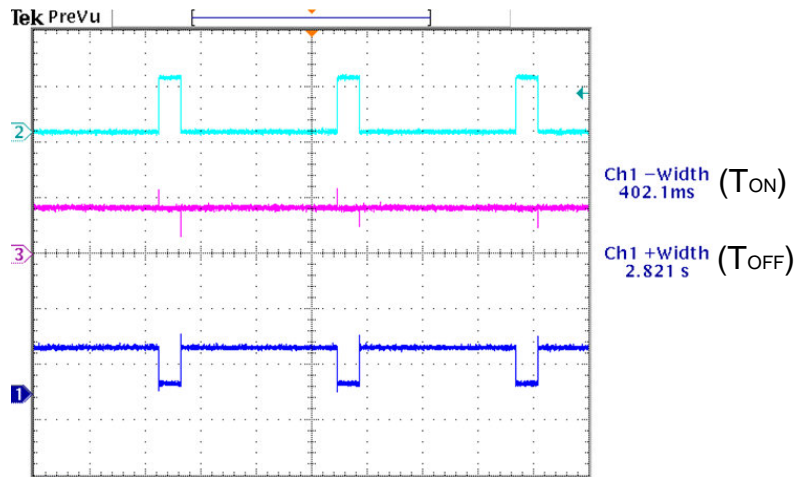 Tek PreVu
2
3
1
Ch1 −Width (TON)
402.1ms
Ch1 +Width (TOFF)
2.821 s